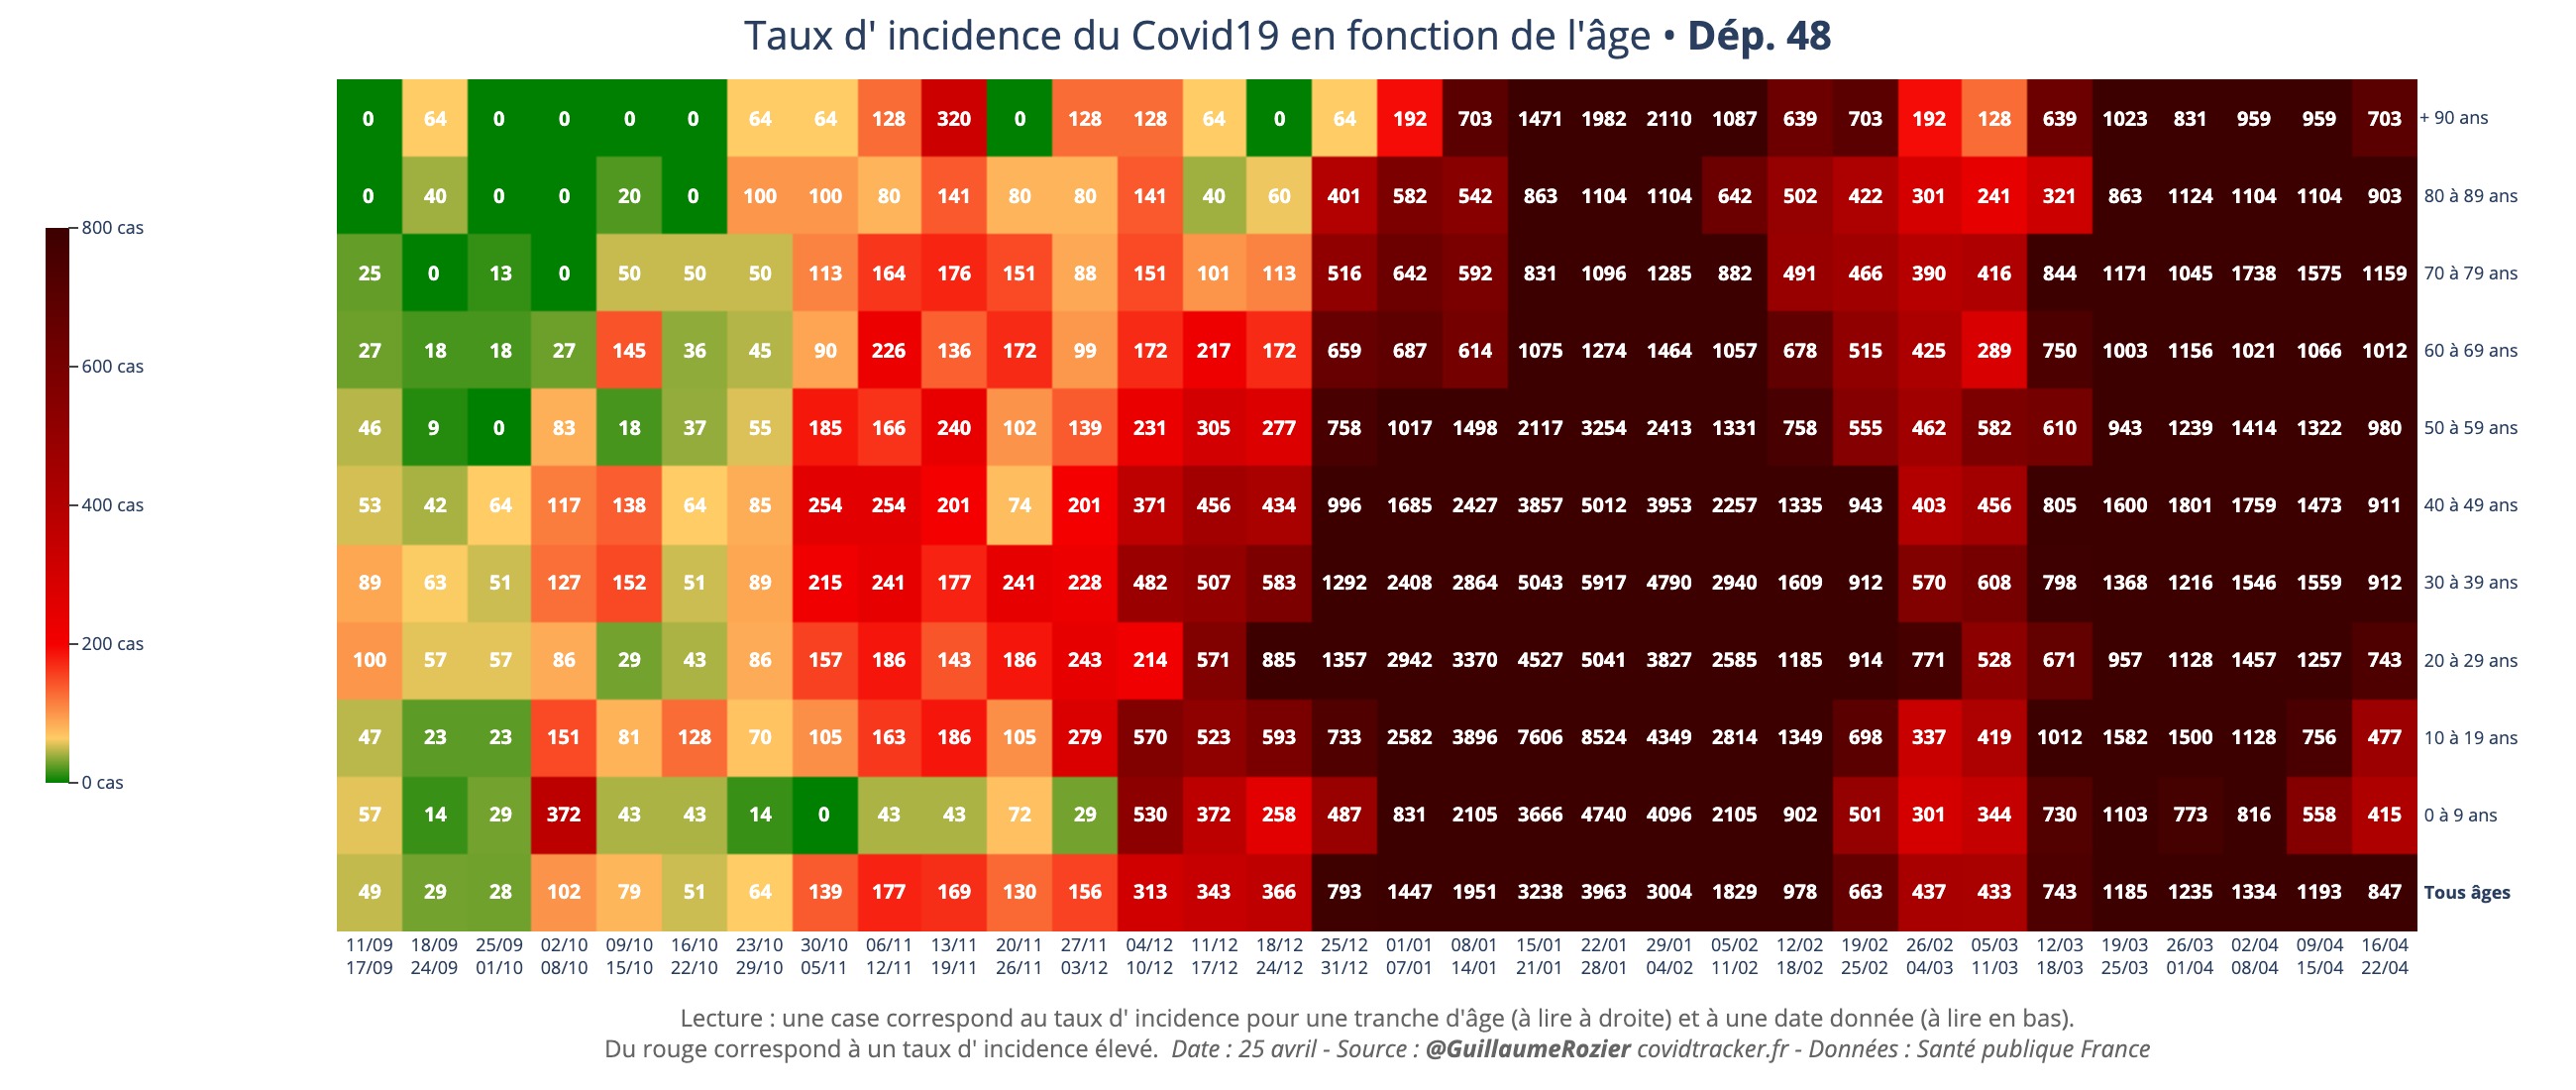 Taux d' incidence du Covid19 en fonction de l'âge • Dép. 48
0 64 0 0 0 0 64 64 128 320 0 128 128 64 0 64 192 703 1471 1982 2110 1087 639 703 192 128 639 1023 831 959 959 703 + 90 ans
0 40 0 0 20 0 100 100 80 141 80 80 141 40 60 401 582 542 863 1104 1104 642 502 422 301 241 321 863 1124 1104 1104 903 80 à 89 ans
25 0 13 0 50 50 50 113 164 176 151 88 151 101 113 516 642 592 831 1096 1285 882 491 466 390 416 844 1171 1045 1738 1575 1159 70 à 79 ans
27 18 18 27 145 36 45 90 226 136 172 99 172 217 172 659 687 614 1075 1274 1464 1057 678 515 425 289 750 1003 1156 1021 1066 1012 60 à 69 ans
46 9 0 83 18 37 55 185 166 240 102 139 231 305 277 758 1017 1498 2117 3254 2413 1331 758 555 462 582 610 943 1239 1414 1322 980 50 à 59 ans
53 42 64 117 138 64 85 254 254 201 74 201 371 456 434 996 1685 2427 3857 5012 3953 2257 1335 943 403 456 805 1600 1801 1759 1473 911 40 à 49 ans
89 63 51 127 152 51 89 215 241 177 241 228 482 507 583 1292 2408 2864 5043 5917 4790 2940 1609 912 570 608 798 1368 1216 1546 1559 912 30 à 39 ans
100 57 57 86 29 43 86 157 186 143 186 243 214 571 885 1357 2942 3370 4527 5041 3827 2585 1185 914 771 528 671 957 1128 1457 1257 743 20 à 29 ans
47 23 23 151 81 128 70 105 163 186 105 279 570 523 593 733 2582 3896 7606 8524 4349 2814 1349 698 337 419 1012 1582 1500 1128 756 477 10 à 19 ans
57 14 29 372 43 43 14 0 43 43 72 29 530 372 258 487 831 2105 3666 4740 4096 2105 902 501 301 344 730 1103 773 816 558 415 0 à 9 ans
49 29 28 102 79 51 64 139 177 169 130 156 313 343 366 793 1447 1951 3238 3963 3004 1829 978 663 437 433 743 1185 1235 1334 1193 847 Tous âges
11/09 18/09 25/09 02/10 09/10 16/10 23/10 30/10 06/11 13/11 20/11 27/11 04/12 11/12 18/12 25/12 01/01 08/01 15/01 22/01 29/01 05/02 12/02 19/02 26/02 05/03 12/03 19/03 26/03 02/04 09/04 16/04
17/09 24/09 01/10 08/10 15/10 22/10 29/10 05/11 12/11 19/11 26/11 03/12 10/12 17/12 24/12 31/12 07/01 14/01 21/01 28/01 04/02 11/02 18/02 25/02 04/03 11/03 18/03 25/03 01/04 08/04 15/04 22/04
800 cas
600 cas
400 cas
200 cas
0 cas
Lecture : une case correspond au taux d' incidence pour une tranche d'âge (à lire à droite) et à une date donnée (à lire en bas).
Du rouge correspond à un taux d' incidence élevé. Date : 25 avril - Source : @GuillaumeRozier covidtracker.fr - Données : Santé publique France